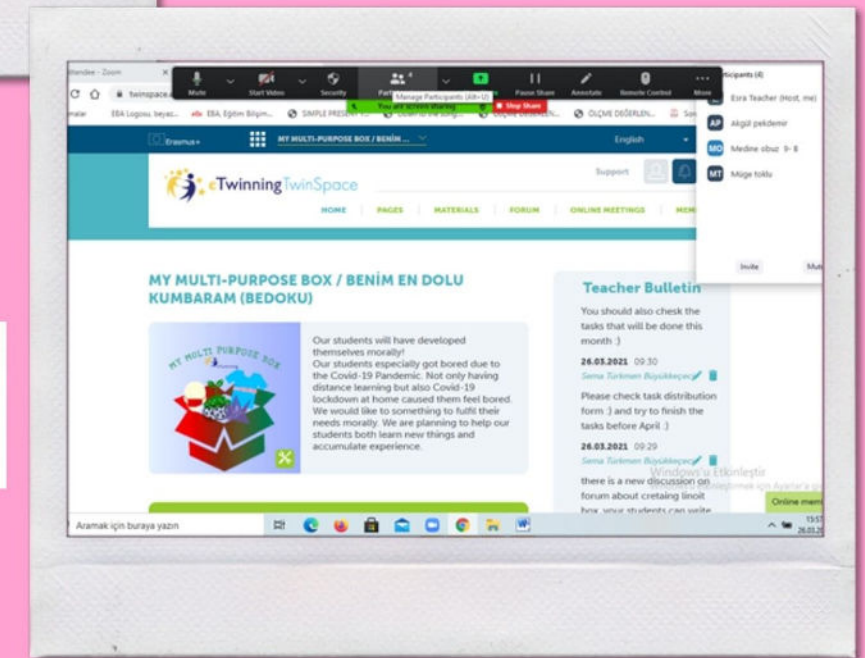 Attendee - Zoom
Mute
Start Video
Security
4
Pause Share
Annotate
Remote Control
More
Manage Participants (Alt+U)
You are screen sharing
Stop Share
Participants (4)
Esra Teacher (Host, me)
AP Akgül pekdemir
MO Medine obuz 9- B
MT Müge toklu
Invite
EBA Logosu, beyaz...
EBA, Eğitim Bilişim...
SIMPLE PRESENT
ÖLÇME DEĞERLEN...
Erasmus+
MY MULTI-PURPOSE BOX / BENİM ...
English
eTwinning TwinSpace
Support
HOME
PAGES
MATERIALS
FORUM
ONLINE MEETINGS
MY MULTI-PURPOSE BOX / BENİM EN DOLU
KUMBARAM (BEDOKU)
MY MULTI PURPOSE BOX
Our students will have developed
themselves morally!
Our students especially got bored due to
the Covid-19 Pandemic. Not only having
distance learning but also Covid-19
lockdown at home caused them feel bored.
We would like to something to fulfil their
needs morally. We are planning to help our
students both learn new things and
accumulate experience.
Teacher Bulletin
You should also chesk the
tasks that will be done this
month :)
26.03.2021 09:30
Sema Türkmen Büyükkeçeci
Please check task distribution
form :) and try to finish the
tasks before April :)
26.03.2021 09:29
Sema Türkmen Büyükkeçeci
there is a new discussion on
forum about cretaing linoit
box. your students can write
Windows'u Etkinleştir
Online mem
Aramak için buraya yazın